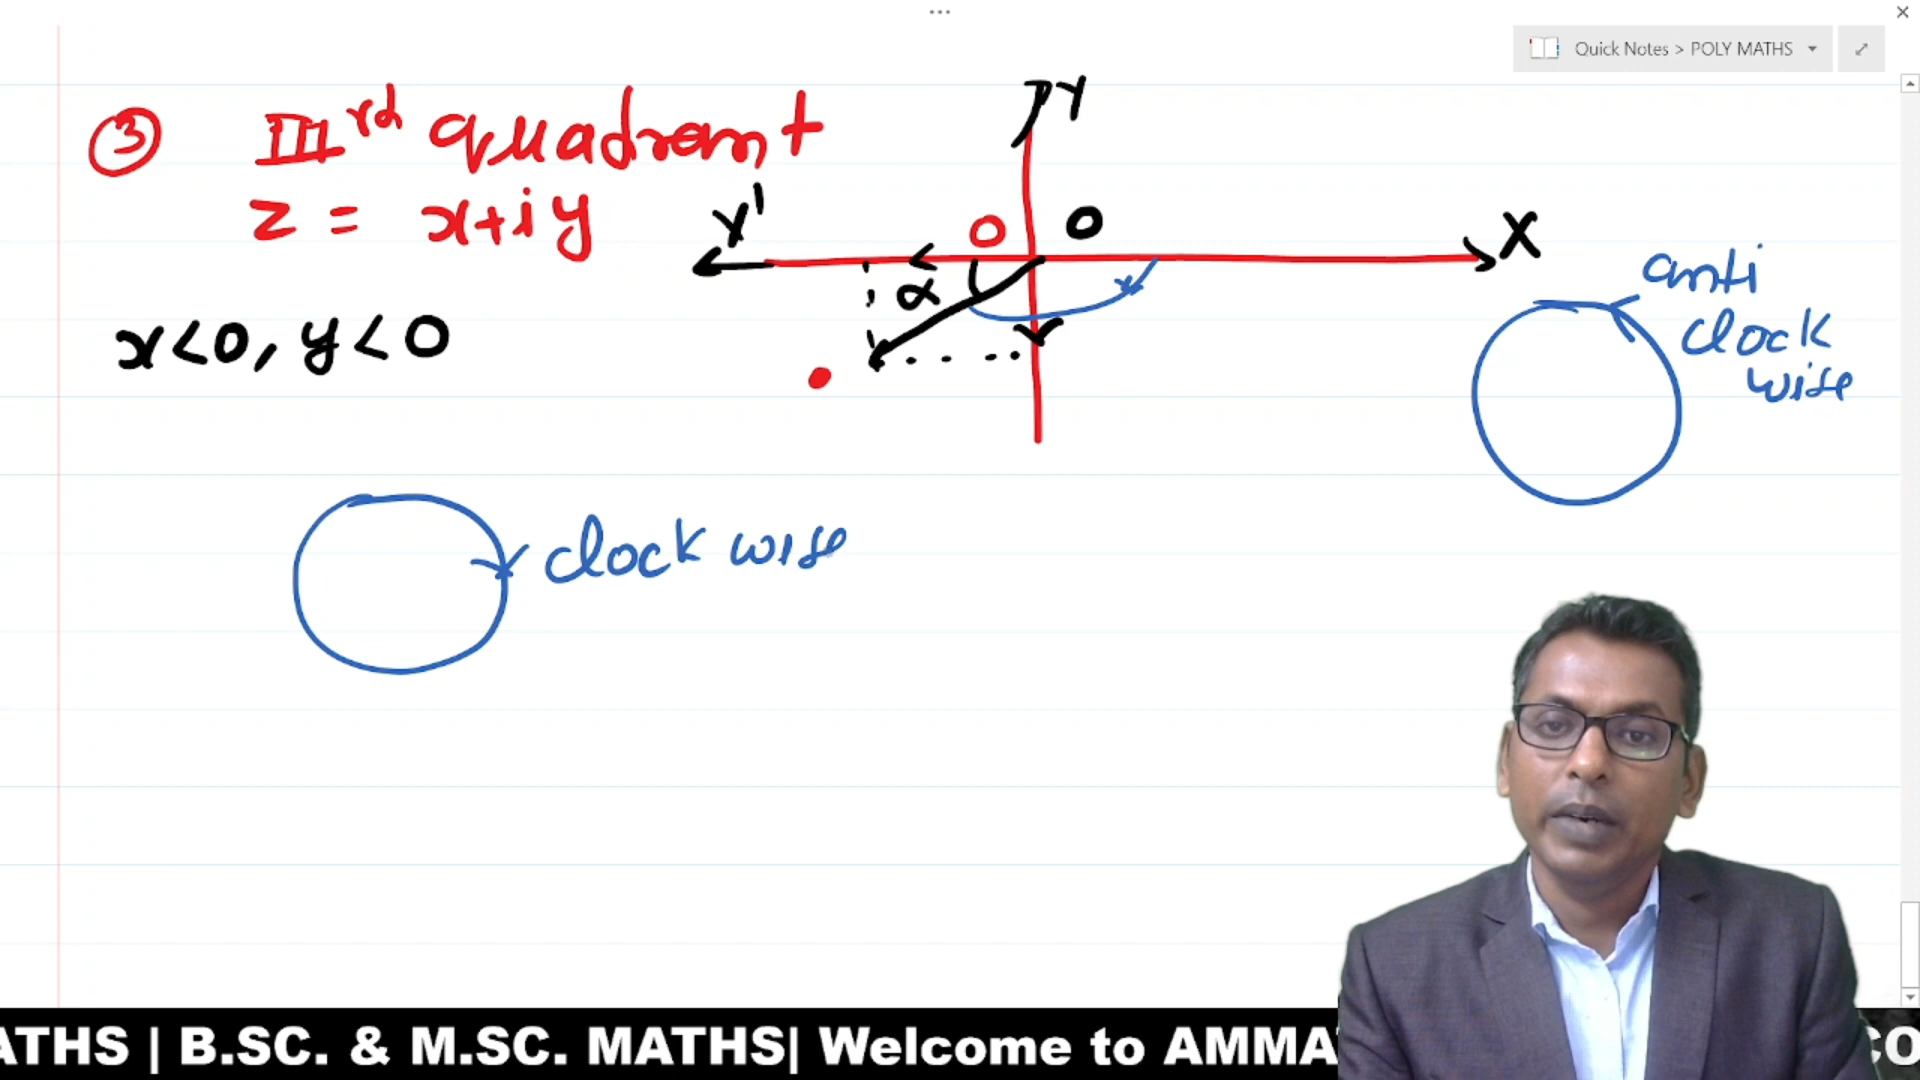 Quick Notes > POLY MATHS
③ IIIrd quadrant
z = x+iy
x<0, y<0
Y
X'
O
O
X
α
anti
clock
wise
clock wise
ATHS | B.SC. & M.SC. MATHS| Welcome to AMMA
CO